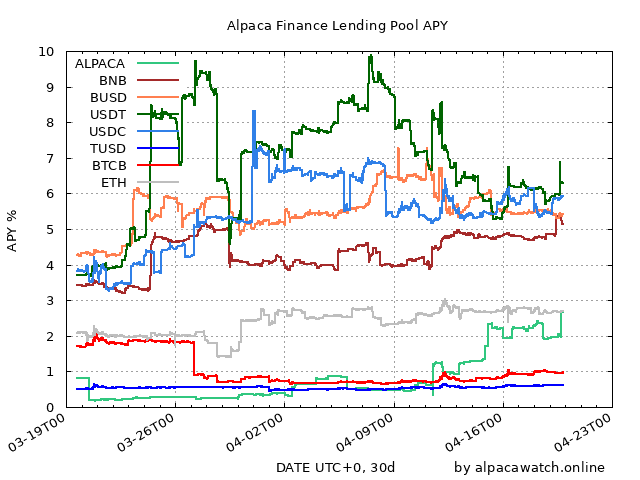 Alpaca Finance Lending Pool APY
10
9
8
7
6
5
4
3
2
1
0
APY %
ALPACA
BNB
BUSD
USDT
USDC
TUSD
BTCB
ETH
03-19T00
03-26T00
04-02T00
04-09T00
04-16T00
04-23T00
DATE UTC+0, 30d
by alpacawatch.online